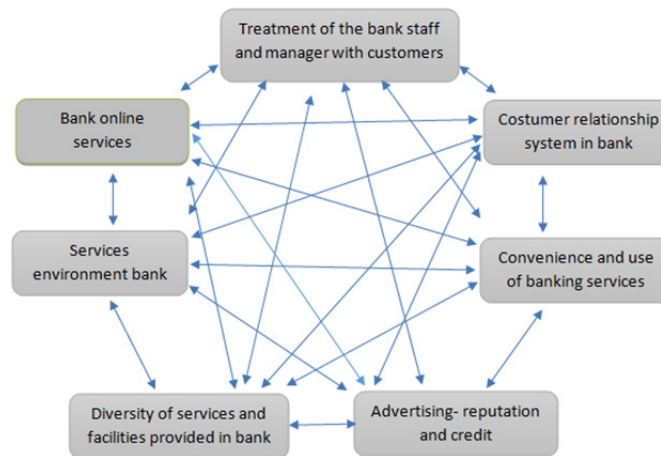 Treatment of the bank staff
and manager with customers
Bank online
services
Costumer relationship
system in bank
Services
environment bank
Convenience and use
of banking services
Diversity of services and
facilities provided in bank
Advertising- reputation
and credit